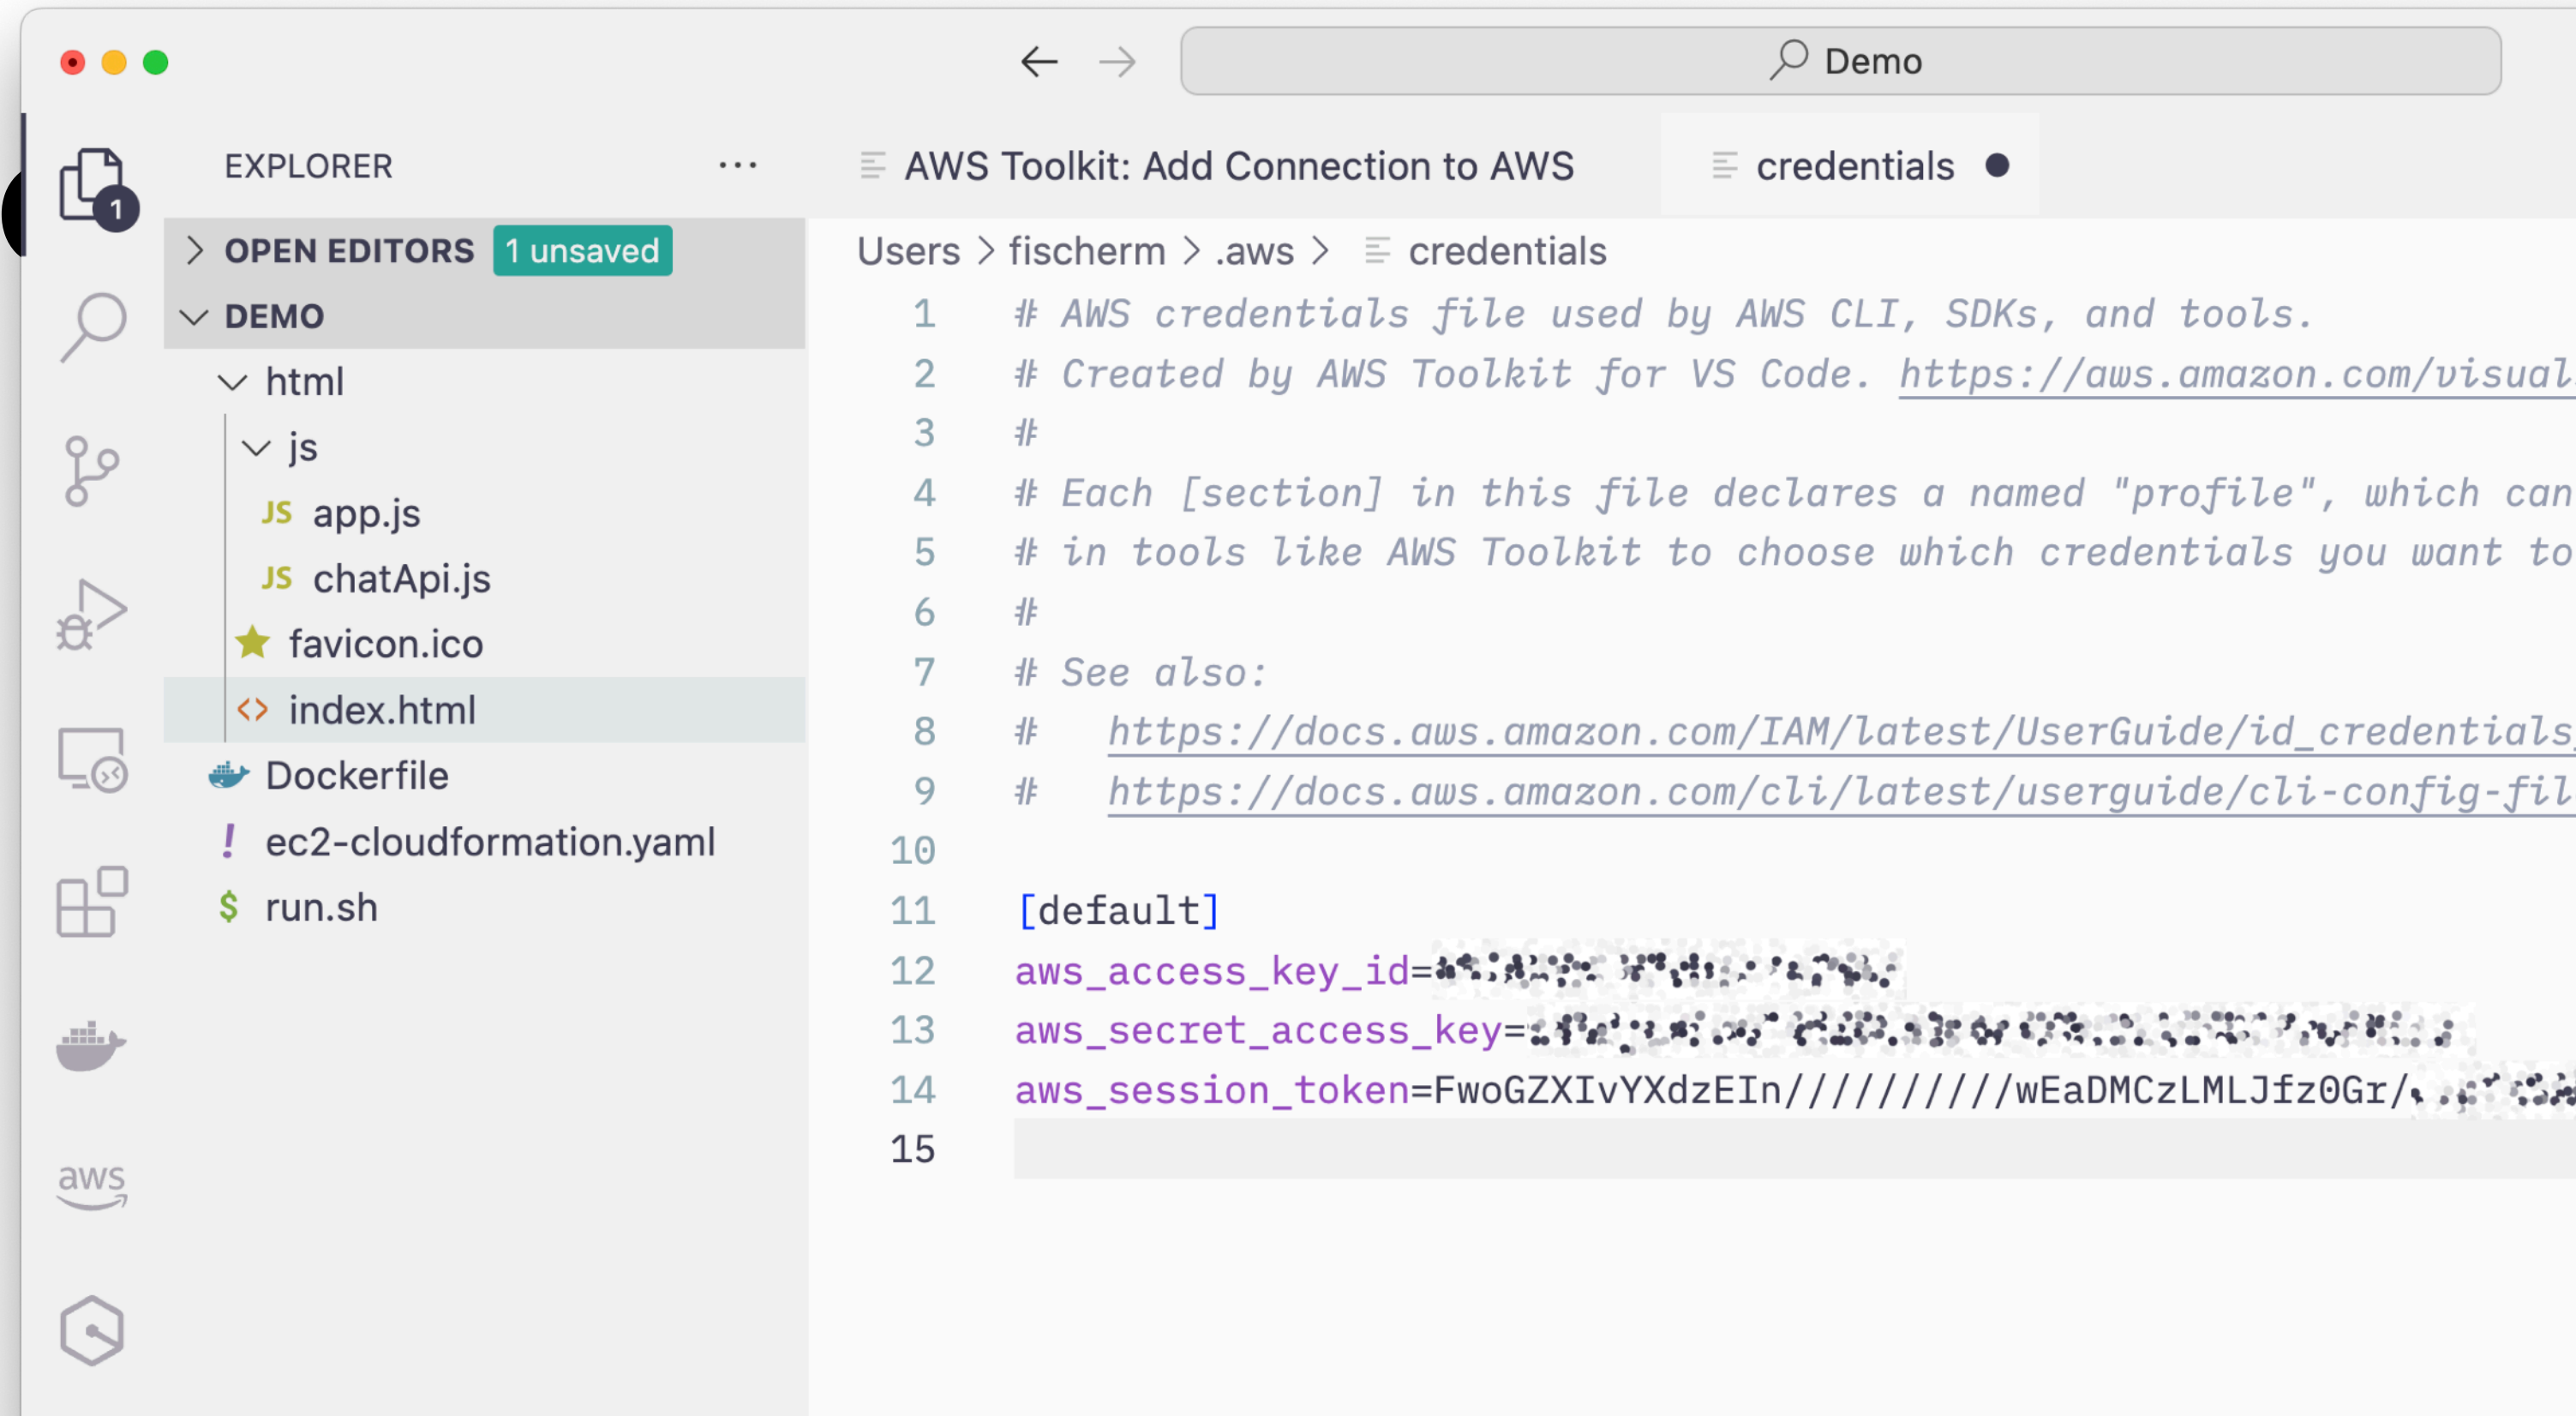 Demo
EXPLORER
AWS Toolkit: Add Connection to AWS
credentials
1
OPEN EDITORS 1 unsaved
DEMO
html
js
JS app.js
JS chatApi.js
favicon.ico
<> index.html
Dockerfile
! ec2-cloudformation.yaml
$ run.sh
aws
Users > fischerm > .aws > credentials
1 # AWS credentials file used by AWS CLI, SDKs, and tools.
2 # Created by AWS Toolkit for VS Code. https://aws.amazon.com/visual
3 #
4 # Each [section] in this file declares a named "profile", which can
5 # in tools like AWS Toolkit to choose which credentials you want to
6 #
7 # See also:
8 #   https://docs.aws.amazon.com/IAM/latest/UserGuide/id_credentials
9 #   https://docs.aws.amazon.com/cli/latest/userguide/cli-config-fil
10
11 [default]
12 aws_access_key_id=
13 aws_secret_access_key=
14 aws_session_token=FwoGZXIvYXdzEIn//////////wEaDMCzLMLJfz0Gr/
15